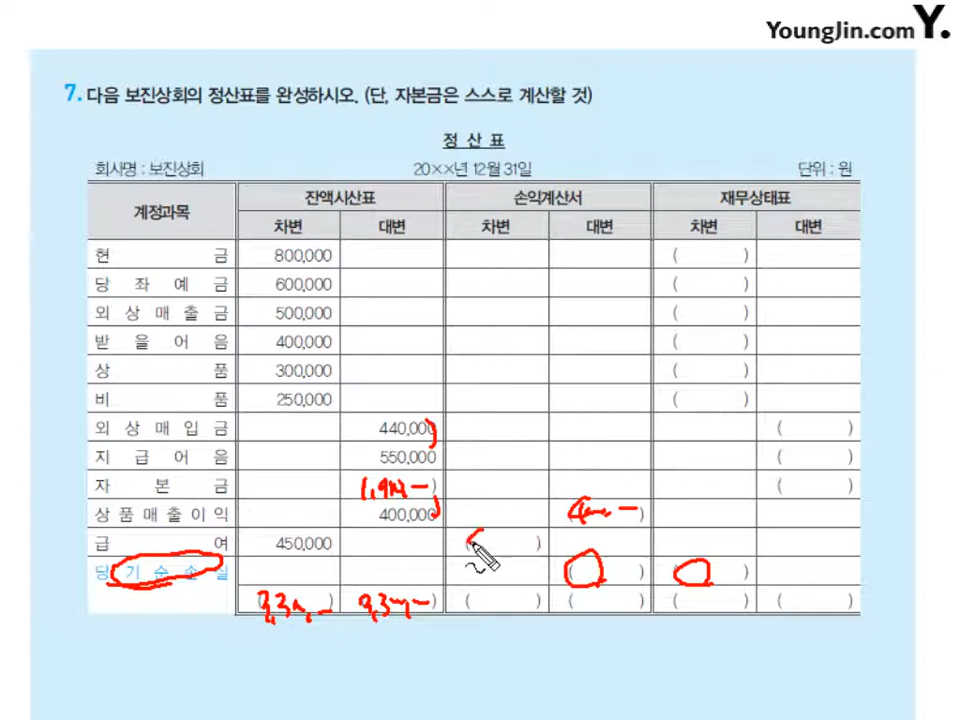 YoungJin.com Y.
7. 다음 보진상회의 정산표를 완성하시오. (단, 자본금은 스스로 계산할 것)
정 산 표
회사명 : 보진상회 20××년 12월 31일 단위 : 원
계정과목 잔액시산표 손익계산서 재무상태표
차변 대변 차변 대변 차변 대변
현 금 800,000 ( )
당 좌 예 금 600,000 ( )
외 상 매 출 금 500,000 ( )
받 을 어 음 400,000 ( )
상 품 300,000 ( )
비 품 250,000 ( )
외 상 매 입 금 440,000 ( )
지 급 어 음 550,000 ( )
자 본 금 ) ( )
상 품 매 출 이 익 400,000 ( )
급 여 450,000 ( )
당 기 순 손 실 ( ) ( )
) ) ( ) ( ) ( ) ( )